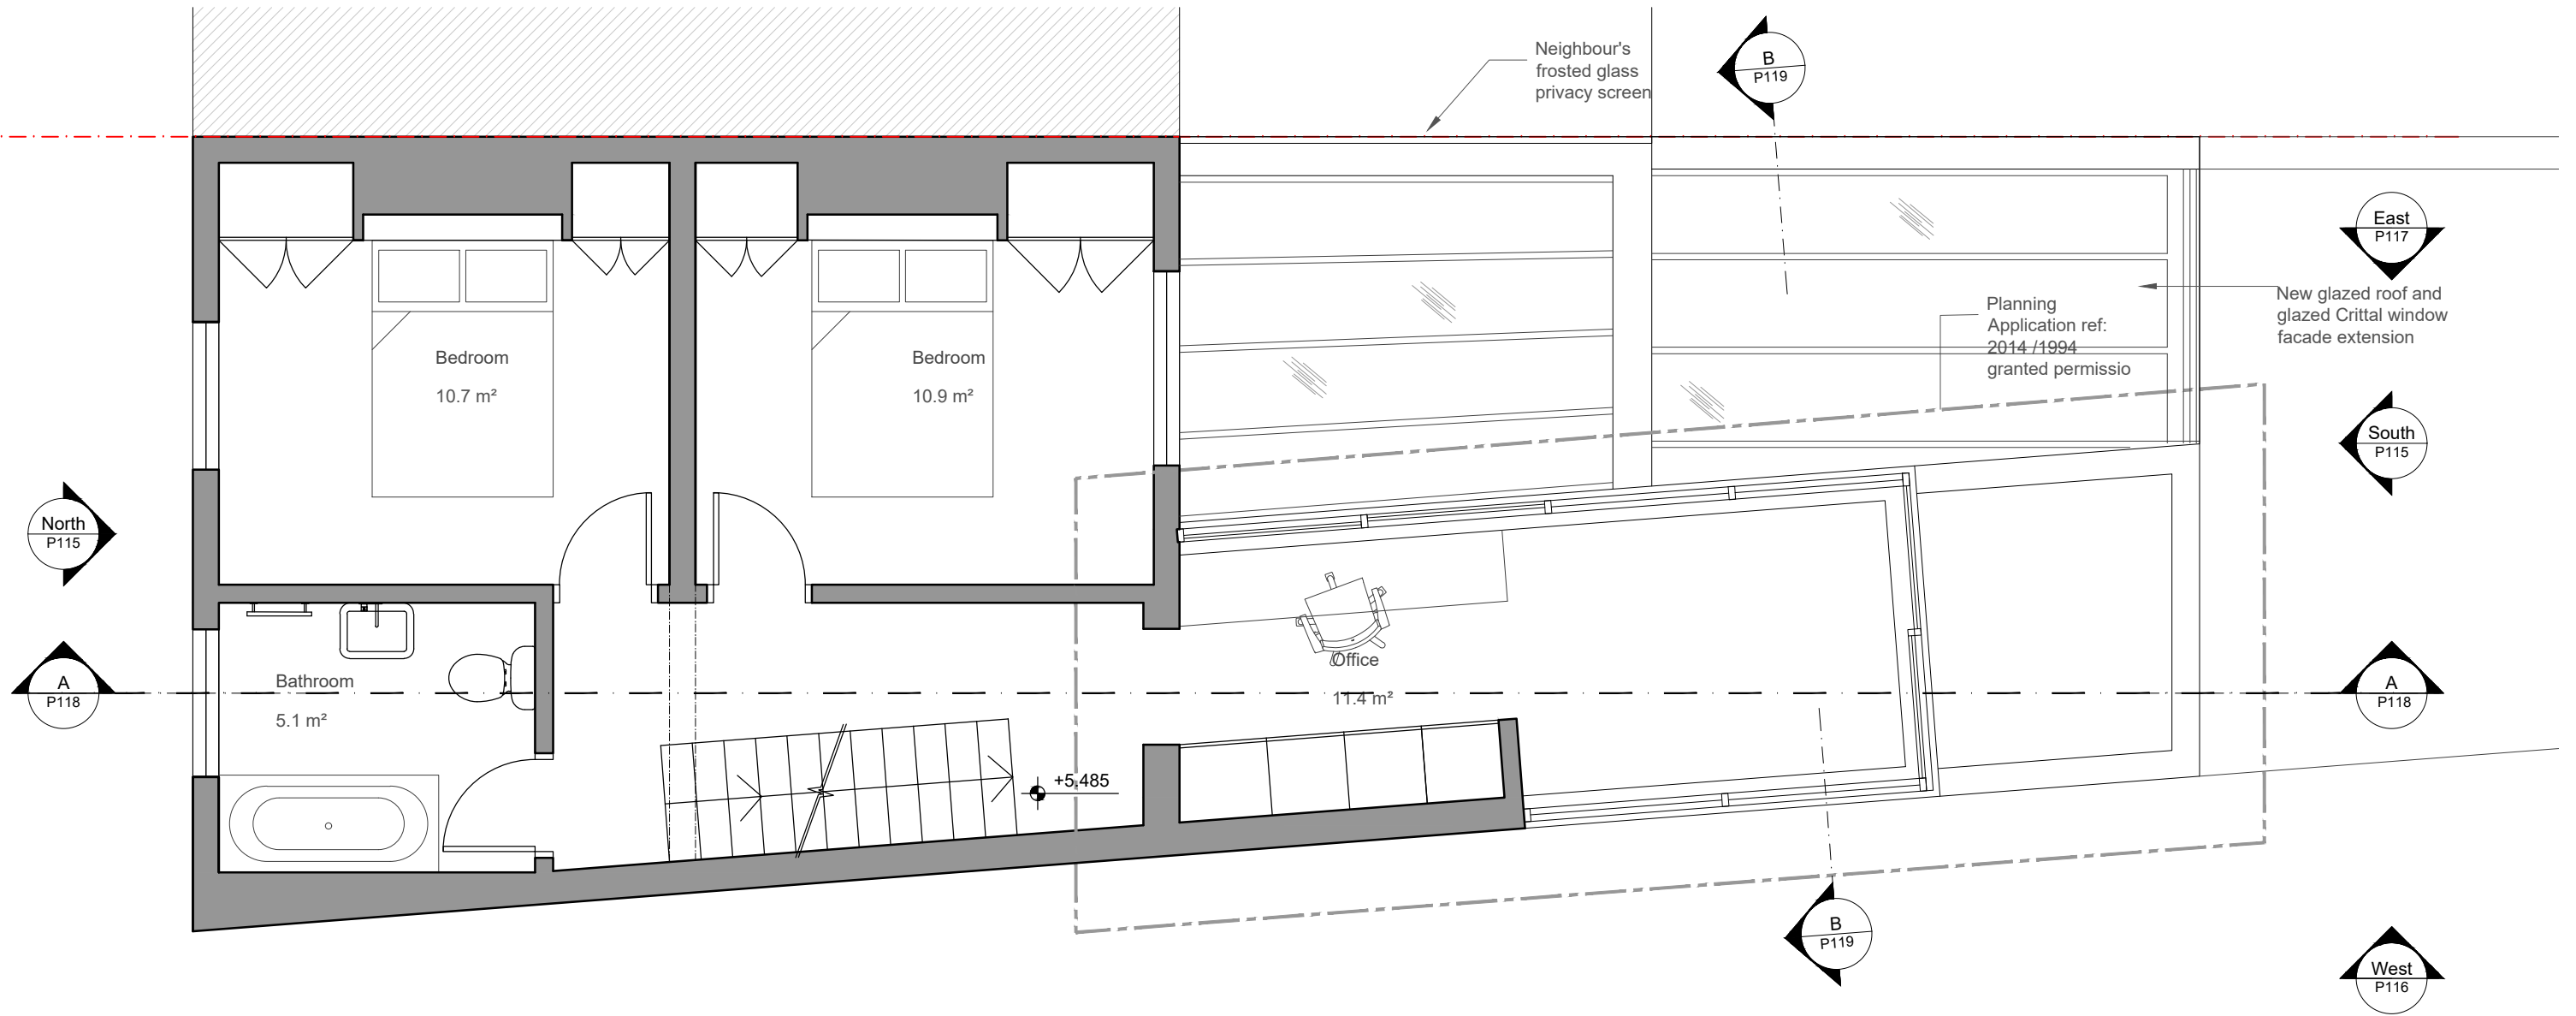 Neighbour's
frosted glass
privacy screen
B
P119
East
P117
New glazed roof and
glazed Crittal window
facade extension
Planning
Application ref:
2014 /1994
granted permissio
Bedroom
10.7 m²
Bedroom
10.9 m²
South
P115
North
P115
Office
11.4 m²
Bathroom
5.1 m²
A
P118
A
P118
+5.485
B
P119
West
P116